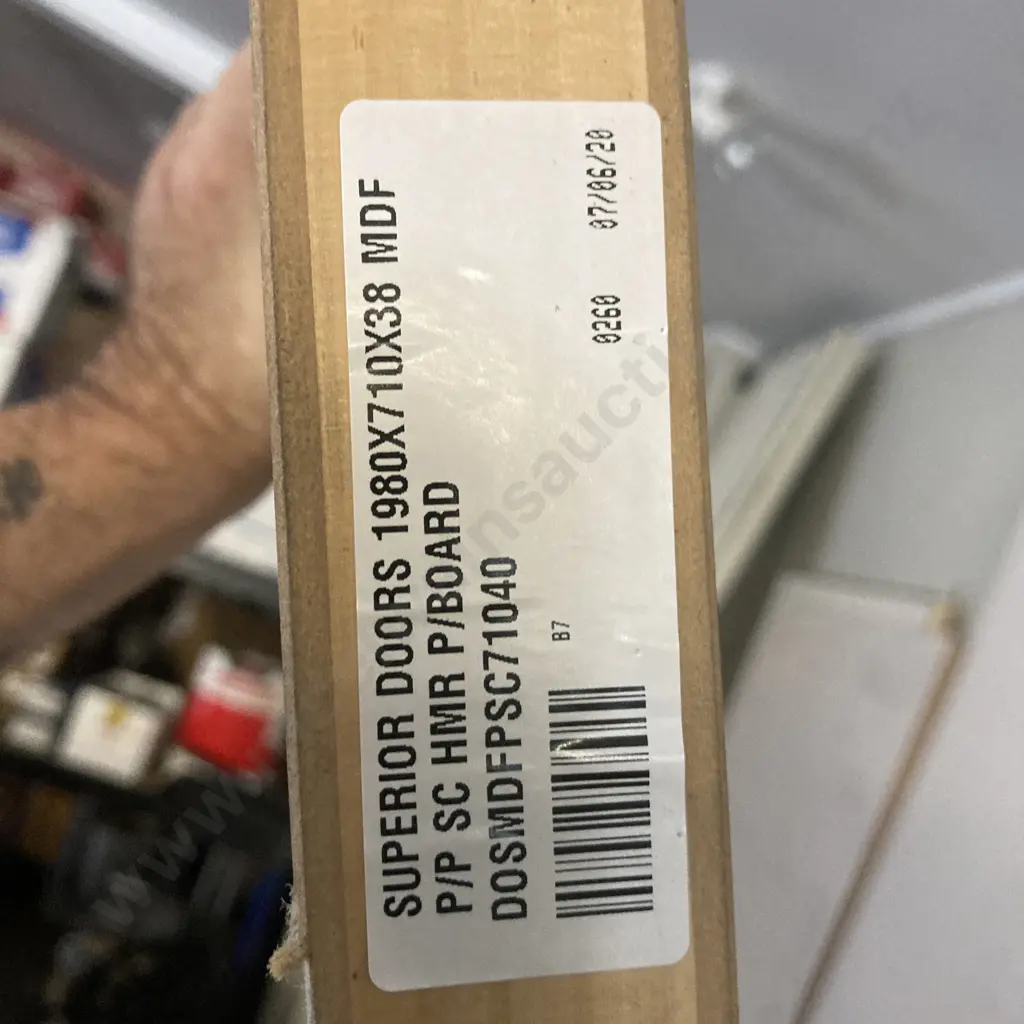 SUPERIOR DOORS 1980X710X38 MDF
P/P SC HMR P/BOARD
DOSMDFPSC71040
B7
0260 07/06/20